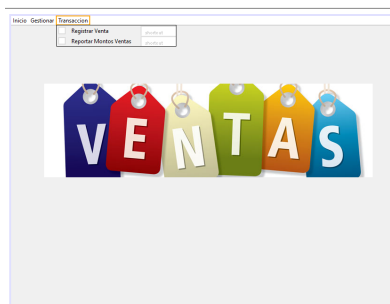 Inicio Gestionar Transaccion
Registrar Venta
Reportar Montos Ventas
VENTAS